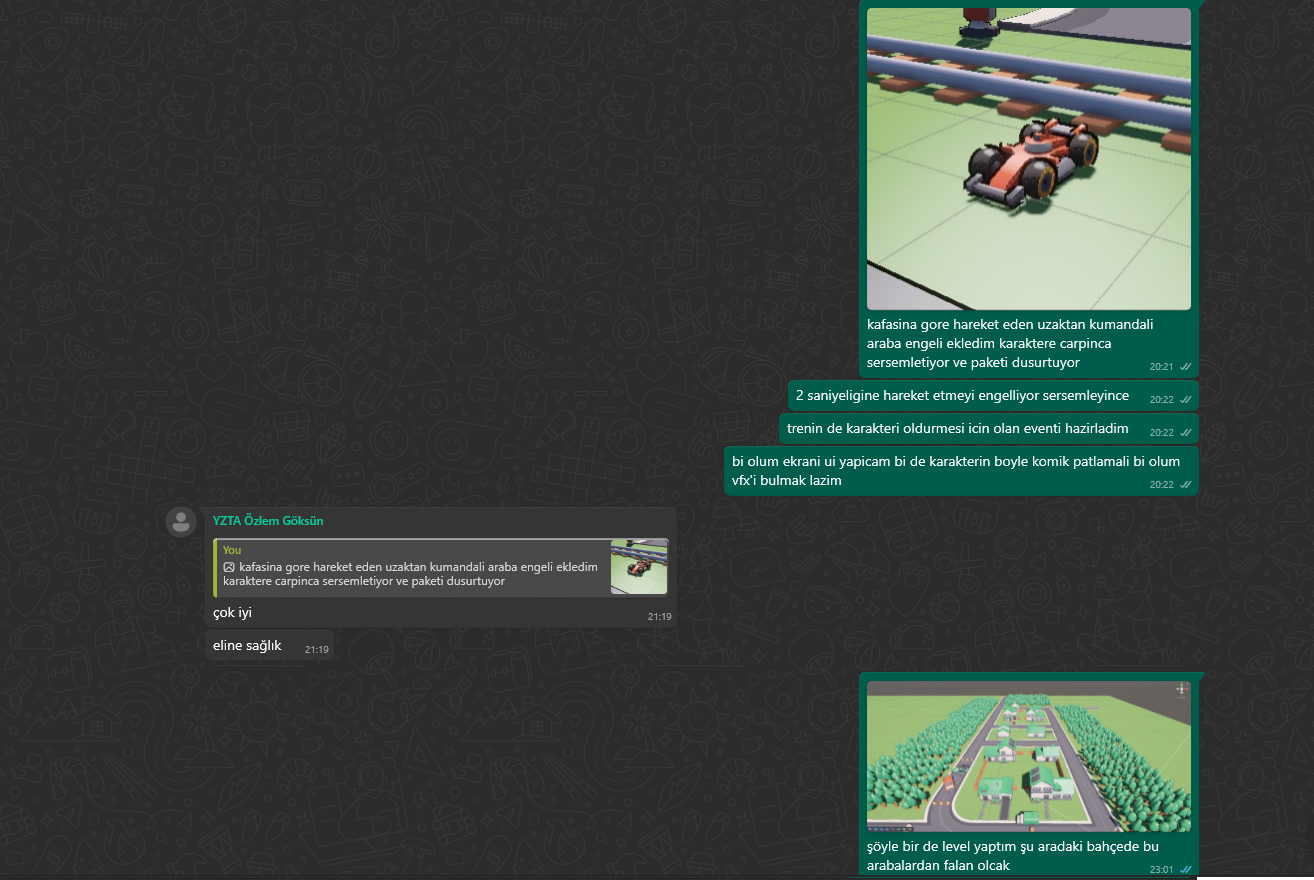 kafasina gore hareket eden uzaktan kumandali
araba engeli ekledim karaktere carpinca
sersemletiyor ve paketi dusurtuyor
20:21
2 saniyeligine hareket etmeyi engelliyor sersemleyince
20:22
trenin de karakteri oldurmesi icin olan eventi hazirladim
20:22
bi olum ekrani ui yapicam bi de karakterin boyle komik patlamali bi olum
vfx'i bulmak lazim
20:22
YZTA Özlem Göksün
You
kafasina gore hareket eden uzaktan kumandali araba engeli ekledim
karaktere carpinca sersemletiyor ve paketi dusurtuyor
çok iyi
21:19
eline sağlık
21:19
şöyle bir de level yaptım şu aradaki bahçede bu
arabalardan falan olcak
23:01